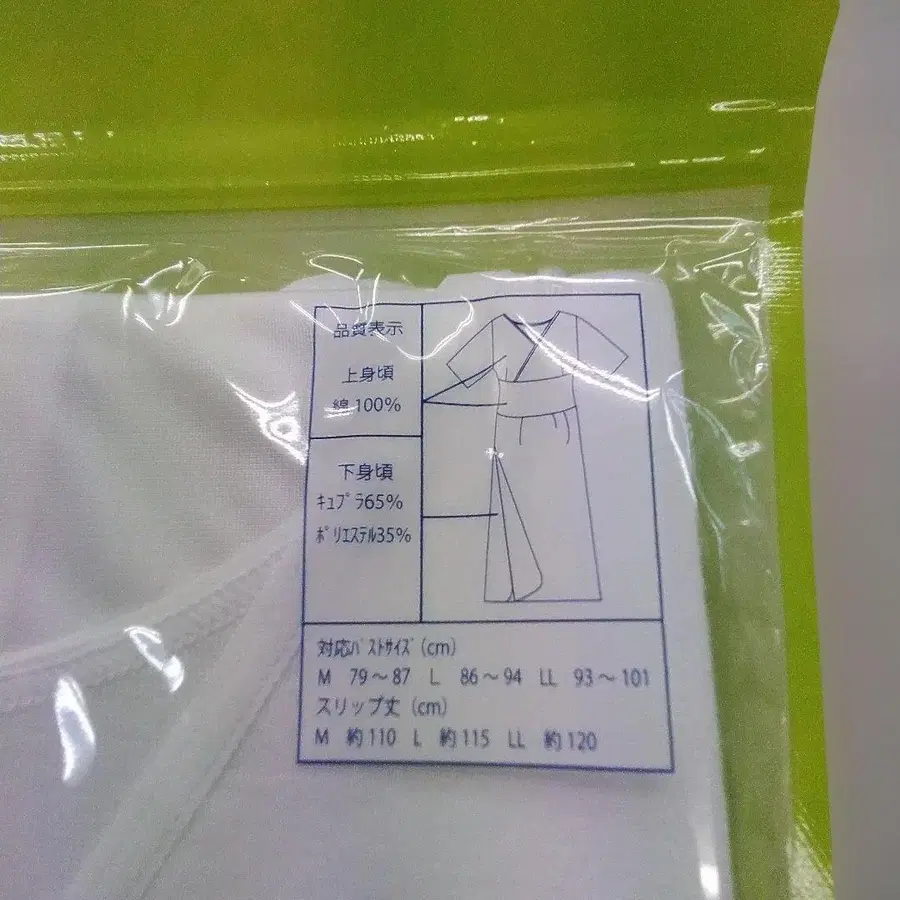 品質表示
上身頃
綿100%
下身頃
ｷｭﾌﾟﾗ65%
ﾎﾟﾘｴｽﾃﾙ35%
対応ﾊﾞｽﾄｻｲｽﾞ(cm)
M 79～87 L 86～94 LL 93～101
スリップ丈(cm)
M 約110 L 約115 LL 約120